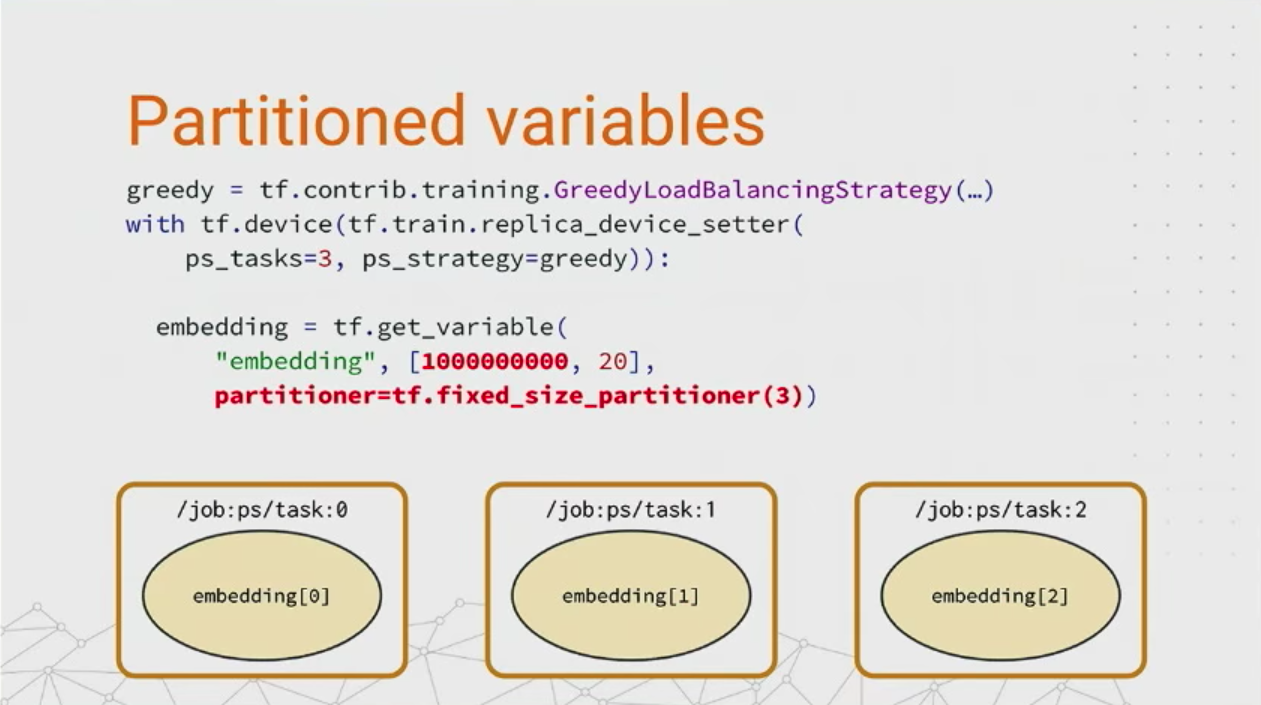 Partitioned variables
greedy = tf.contrib.training.GreedyLoadBalancingStrategy(…)
with tf.device(tf.train.replica_device_setter(
    ps_tasks=3, ps_strategy=greedy)):
  embedding = tf.get_variable(
      "embedding", [1000000000, 20],
      partitioner=tf.fixed_size_partitioner(3))
/job:ps/task:0
embedding[0]
/job:ps/task:1
embedding[1]
/job:ps/task:2
embedding[2]